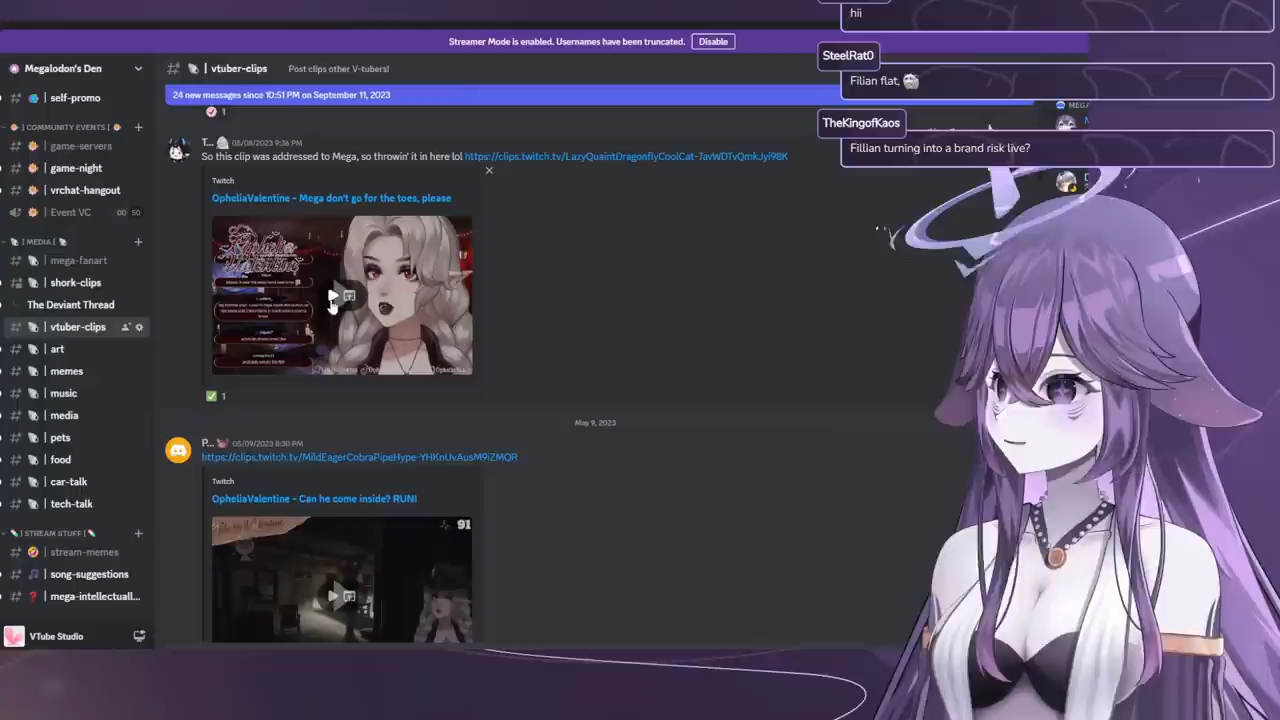 hii
Streamer Mode is enabled. Usernames have been truncated.
Disable
SteelRat0
Filian flat,
TheKingofKaos
Fillian turning into a brand risk live?
Megalodon's Den
self-promo
[ COMMUNITY EVENTS [
game-servers
game-night
vrchat-hangout
Event VC
00 50
] MEDIA [
mega-fanart
shork-clips
The Deviant Thread
vtuber-clips
art
memes
music
media
pets
food
car-talk
tech-talk
] STREAM STUFF [
stream-memes
song-suggestions
mega-intellectuall...
VTube Studio
vtuber-clips
Post clips other V-tubers!
24 new messages since 10:51 PM on September 11, 2023
1
T...
08/08/2023 9:36 PM
So this clip was addressed to Mega, so throwin' it in here lol https://clips.twitch.tv/LazyQuaintDragonflyCoolCat-7avWDTvQmkJyi98K
Twitch
OpheliaValentine - Mega don't go for the toes, please
1
May 9, 2023
P...
05/09/2023 8:30 PM
https://clips.twitch.tv/MildEagerCobraPipeHype-YHKnUvAusM9iZMOR
Twitch
OpheliaValentine - Can he come inside? RUN!
91